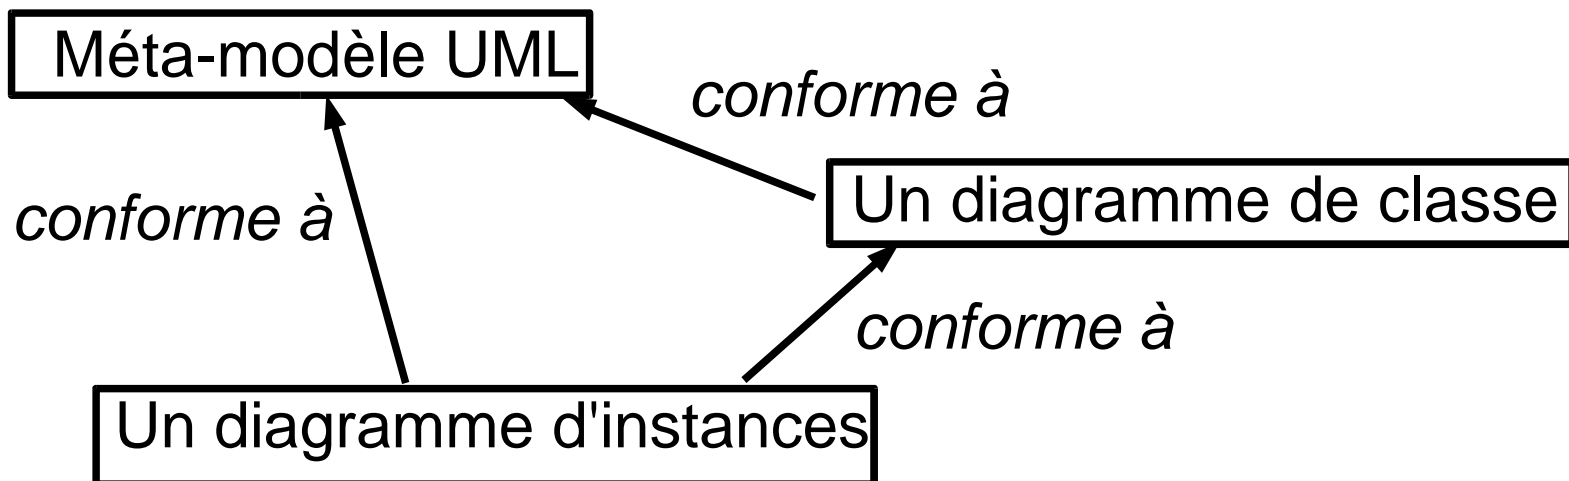 Méta-modèle UML
conforme à
Un diagramme de classe
conforme à
conforme à
Un diagramme d'instances